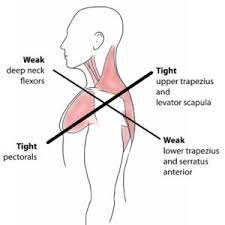 Weak
deep neck
flexors
Tight
upper trapezius
and
levator scapula
Tight
pectorals
Weak
lower trapezius
and serratus
anterior